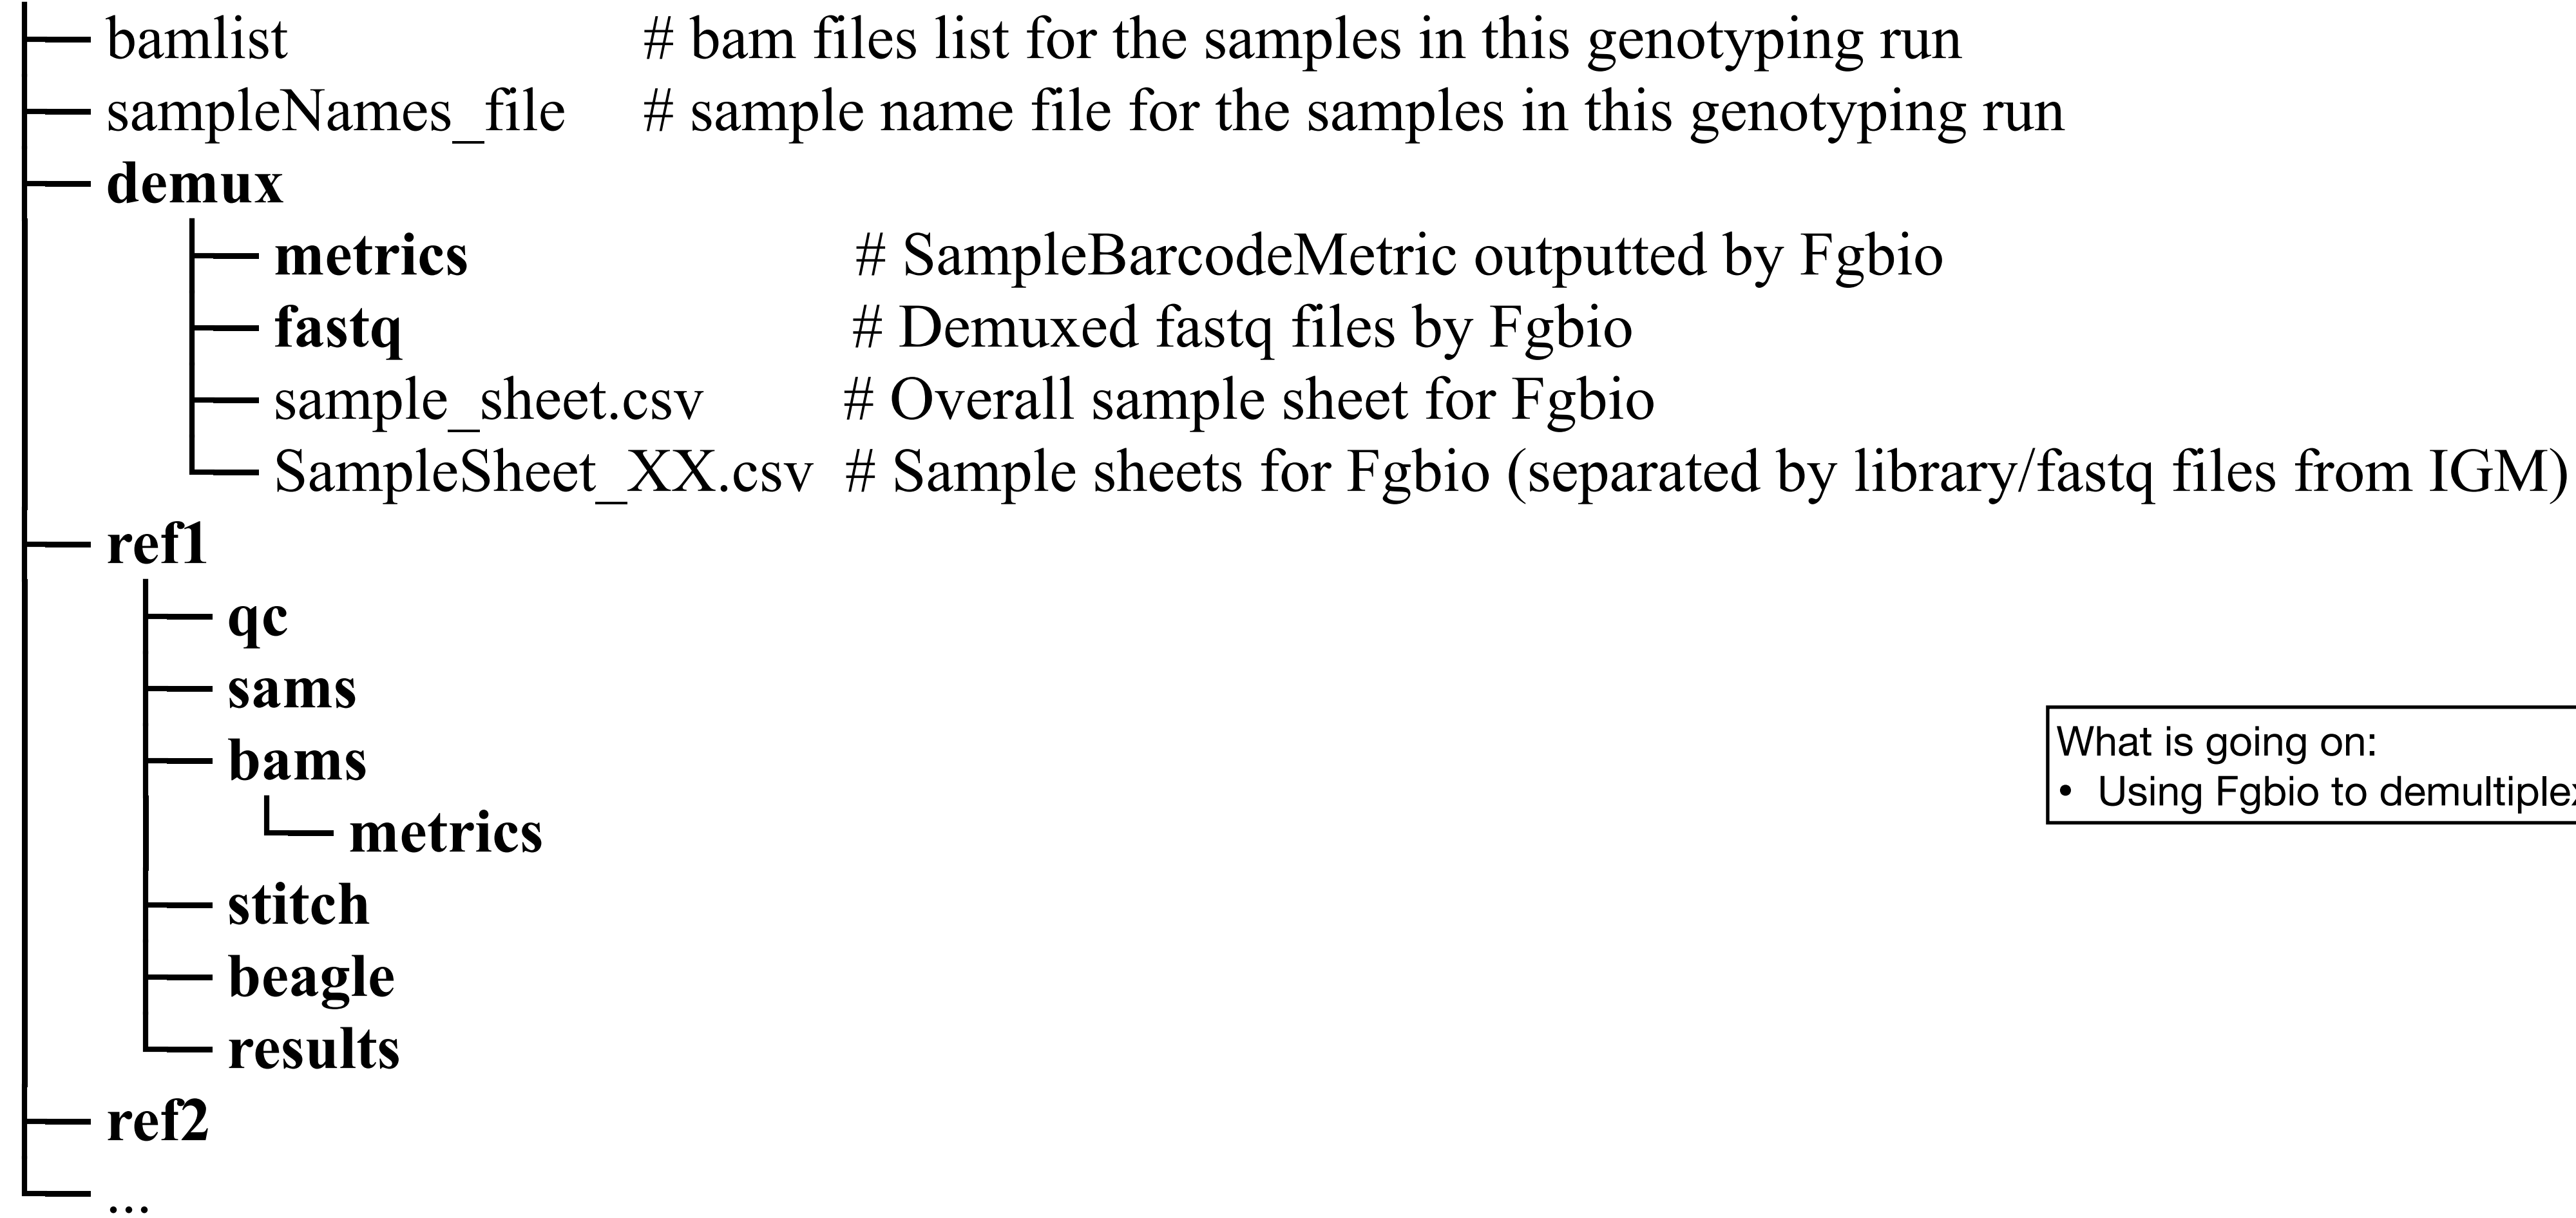 bamlist # bam files list for the samples in this genotyping run
sampleNames_file # sample name file for the samples in this genotyping run
demux
metrics # SampleBarcodeMetric outputted by Fgbio
fastq # Demuxed fastq files by Fgbio
sample_sheet.csv # Overall sample sheet for Fgbio
SampleSheet_XX.csv # Sample sheets for Fgbio (separated by library/fastq files from IGM)
ref1
qc
sams
bams
metrics
stitch
beagle
results
ref2
...
What is going on:
• Using Fgbio to demultiplex